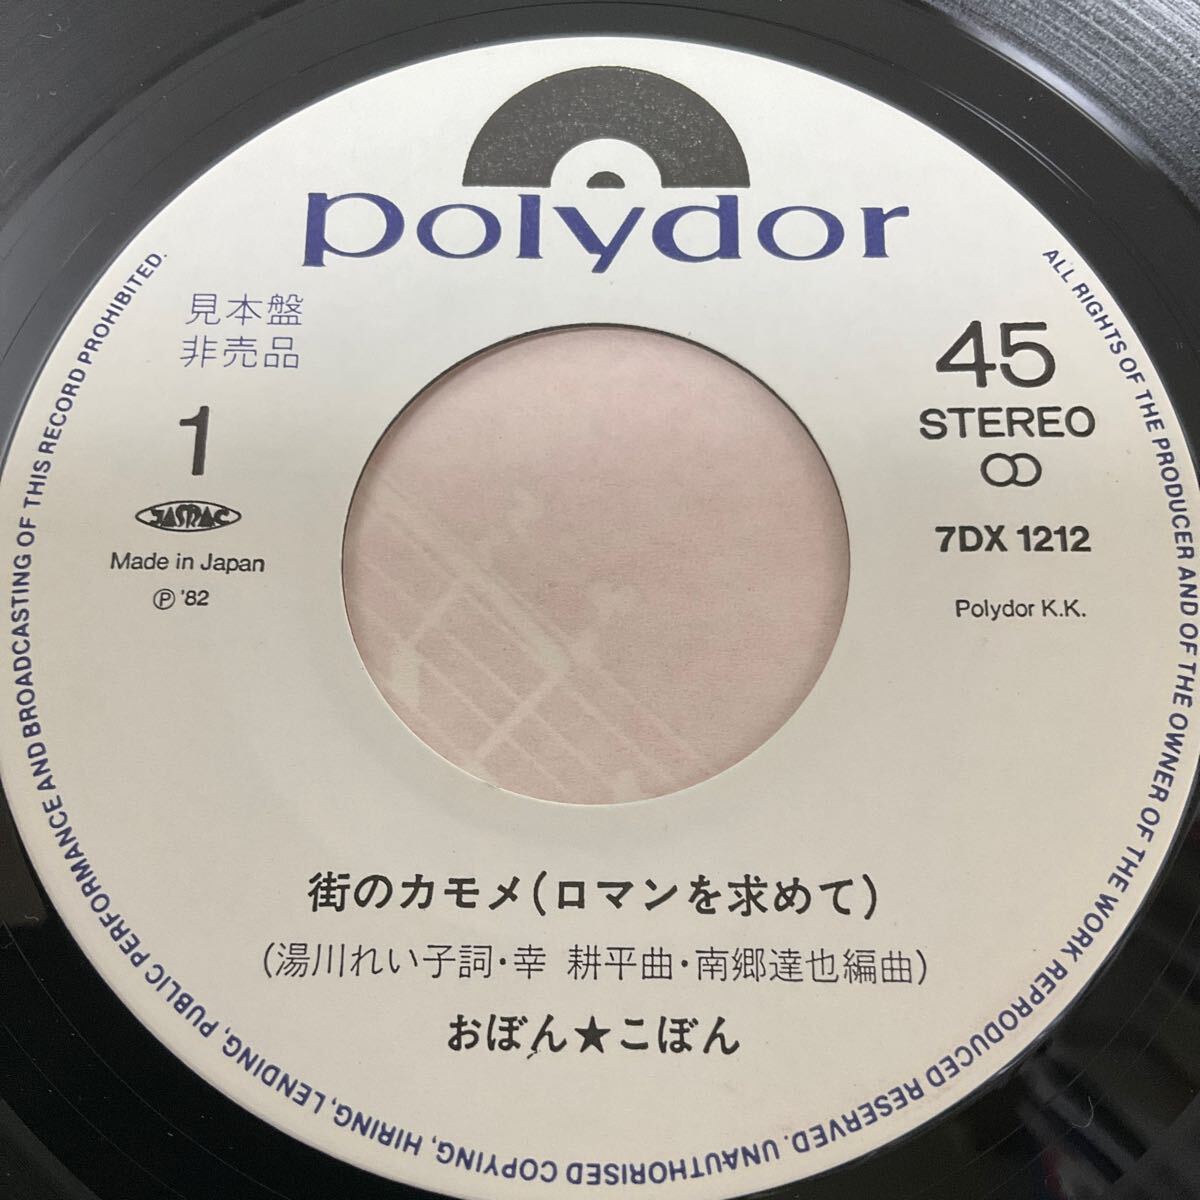 polydor
見本盤
非売品
1
JASRAC
Made in Japan
Ⓟ '82
45
STEREO
7DX 1212
Polydor K.K.
街のカモメ(ロマンを求めて)
(湯川れい子詞・幸 耕平曲・南郷達也編曲)
おぼん★こぼん
ALL RIGHTS OF THE PRODUCER AND OF THE OWNER OF THE WORK REPRODUCED RESERVED. UNAUTHORISED COPYING, HIRING, LENDING, PUBLIC PERFORMANCE AND BROADCASTING OF THIS RECORD PROHIBITED.